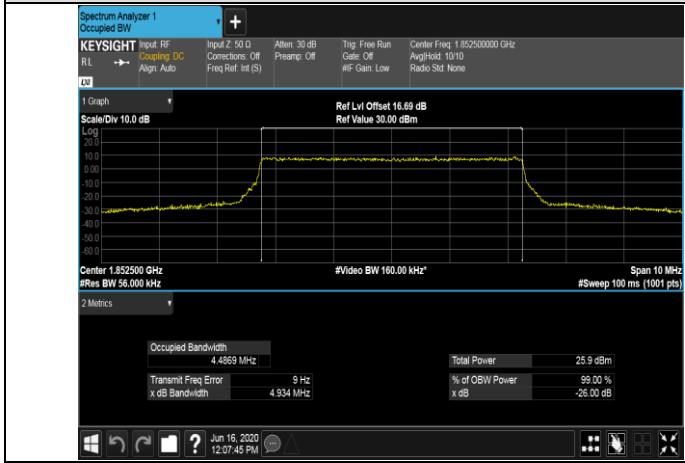 Spectrum Analyzer 1
Occupied BW
KEYSIGHT Input: RF Input Z: 50 Ω Atten: 30 dB Trig: Free Run Center Freq: 1.852500000 GHz
RL Coupling: DC Corrections: Off Preamp: Off Gate: Off Avg|Hold: 10/10
Align: Auto Freq Ref: Int (S) #IF Gain: Low Radio Std: None
LXI
1 Graph
Ref Lvl Offset 16.69 dB
Scale/Div 10.0 dB Ref Value 30.00 dBm
Log
20.0
10.0
0.00
-10.0
-20.0
-30.0
-40.0
-50.0
-60.0
Center 1.852500 GHz #Video BW 160.00 kHz* Span 10 MHz
#Res BW 56.000 kHz #Sweep 100 ms (1001 pts)
2 Metrics
Occupied Bandwidth
4.4869 MHz Total Power 25.9 dBm
Transmit Freq Error 9 Hz % of OBW Power 99.00 %
x dB Bandwidth 4.934 MHz x dB -26.00 dB
? Jun 16, 2020
12:07:45 PM